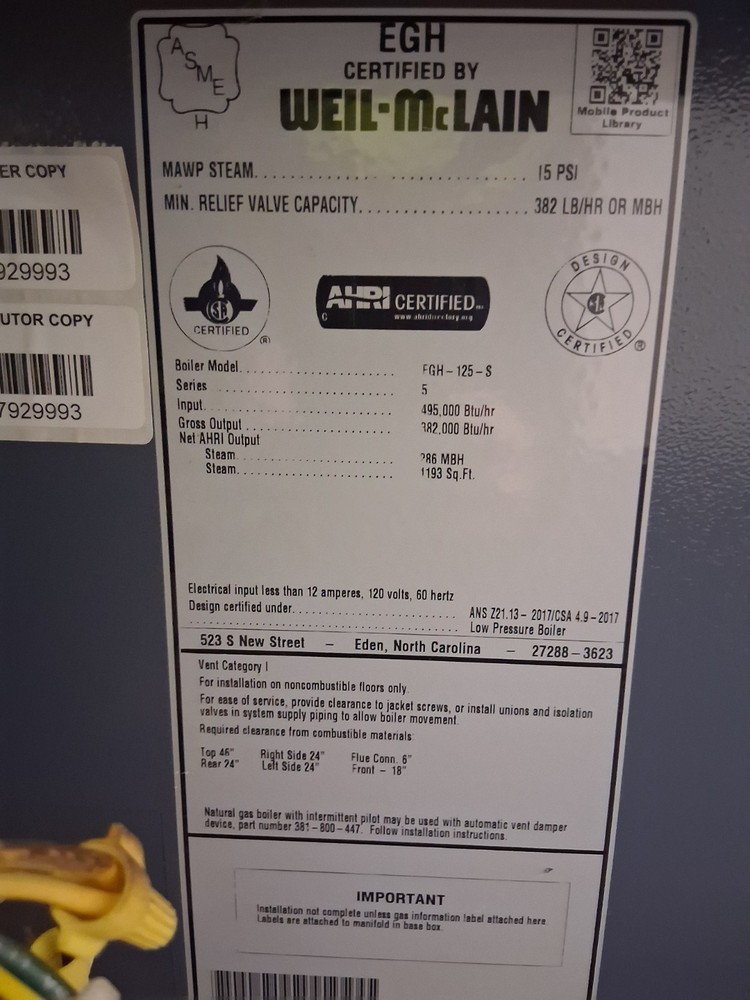 ASME
H
EGH
CERTIFIED BY
WEIL-McLAIN
Mobile Product
Library
MAWP STEAM. . . . . . . . . . . . . . . . . . . . . . . . . . . . . 15 PSI
MIN. RELIEF VALVE CAPACITY. . . . . . . . . . . . . . . . . . 382 LB/HR OR MBH
ER COPY
929993
UTOR COPY
7929993
CERTIFIED
®
AHRI CERTIFIED
www.ahridirectory.org
DESIGN
CERTIFIED
®
Boiler Model. . . . . . . . . . . . . . . . . . . . . EGH - 125 - S
Series . . . . . . . . . . . . . . . . . . . . . . . . 5
Input. . . . . . . . . . . . . . . . . . . . . . . . . 495,000 Btu/hr
Gross Output . . . . . . . . . . . . . . . . . . . . 382,000 Btu/hr
Net AHRI Output
Steam. . . . . . . . . . . . . . . . . . . . . 286 MBH
Steam. . . . . . . . . . . . . . . . . . . . . 1193 Sq.Ft.
Electrical input less than 12 amperes, 120 volts, 60 hertz
Design certified under. . . . . . . . . . . . . . . . . . . . . ANS Z21.13 - 2017/CSA 4.9 - 2017
. . . . . . . . . . . . . . . . . . . . . . . . . . . . . . . . . . Low Pressure Boiler
523 S New Street - Eden, North Carolina - 27288 - 3623
Vent Category I
For installation on noncombustible floors only.
For ease of service, provide clearance to jacket screws, or install unions and isolation
valves in system supply piping to allow boiler movement.
Required clearance from combustible materials:
Top 46" Right Side 24" Flue Conn. 6"
Rear 24" Left Side 24" Front - 18"
Natural gas boiler with intermittent pilot may be used with automatic vent damper
device, part number 381-800-447. Follow installation instructions.
IMPORTANT
Installation not complete unless gas information label attached here.
Labels are attached to manifold in base box.